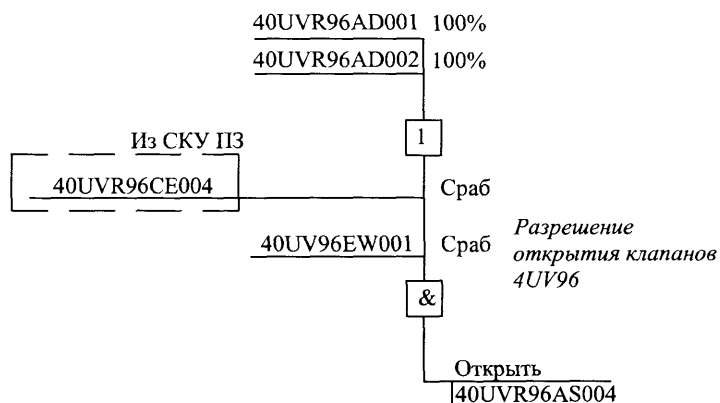 40UVR96AD001 100%
40UVR96AD002 100%
1
Из СКУ ПЗ
40UVR96CE004 Сраб
40UV96EW001 Сраб
Разрешение
открытия клапанов
4UV96
&
Открыть
40UVR96AS004